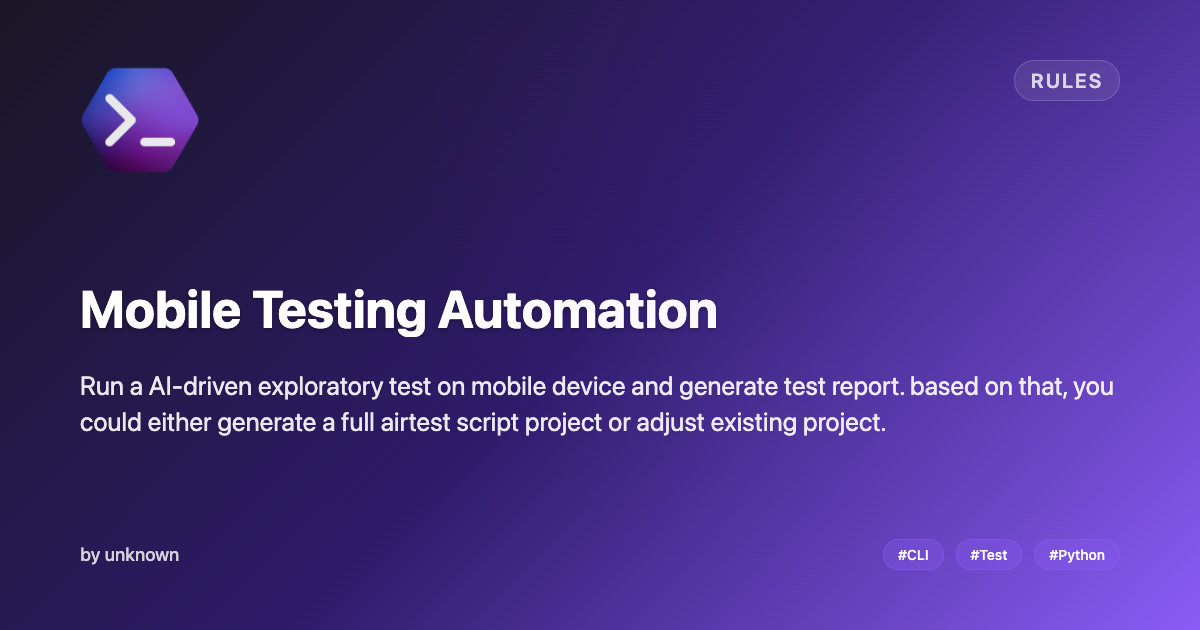 RULES
Mobile Testing Automation
Run a AI-driven exploratory test on mobile device and generate test report. based on that, you
could either generate a full airtest script project or adjust existing project.
by unknown
#CLI #Test #Python